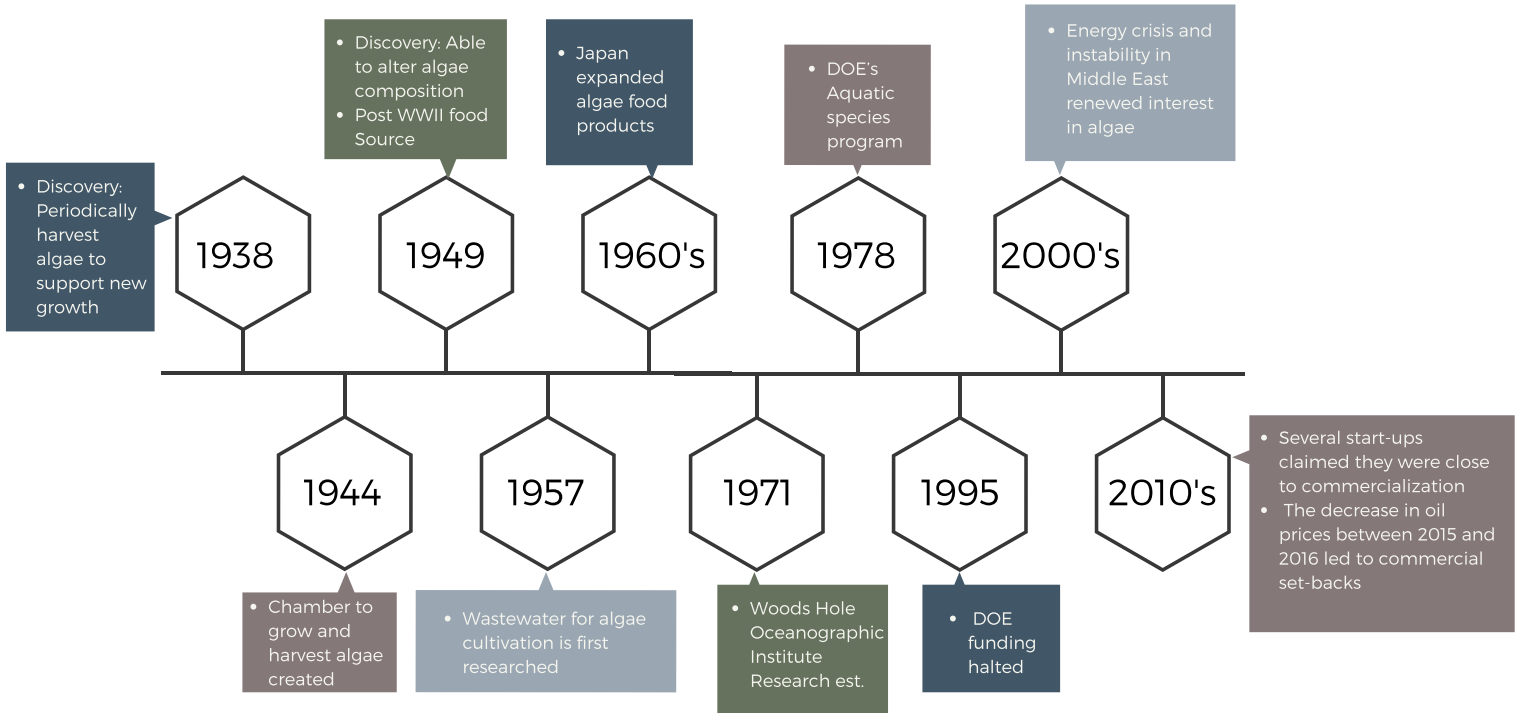 • Discovery:
Periodically
harvest
algae to
support new
growth
1938
• Discovery: Able
to alter algae
composition
• Post WWII food
Source
1949
• Japan
expanded
algae food
products
1960's
• DOE's
Aquatic
species
program
1978
• Energy crisis and
instability in
Middle East
renewed interest
in algae
2000's
1944
• Chamber to
grow and
harvest algae
created
1957
• Wastewater for algae
cultivation is first
researched
1971
• Woods Hole
Oceanographic
Institute
Research est.
1995
• DOE
funding
halted
2010's
• Several start-ups
claimed they were close
to commercialization
• The decrease in oil
prices between 2015 and
2016 led to commercial
set-backs